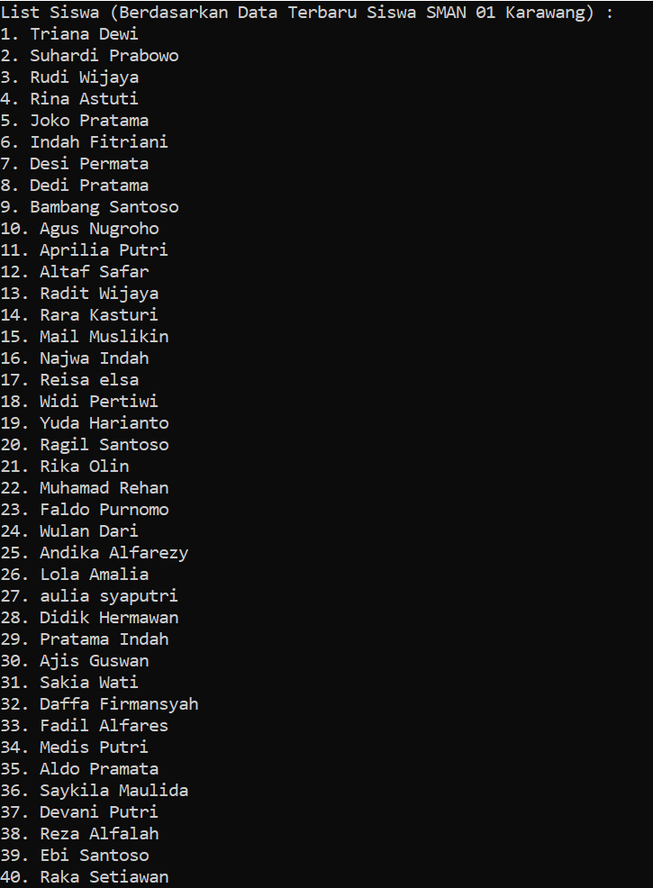 List Siswa (Berdasarkan Data Terbaru Siswa SMAN 01 Karawang) :
1. Triana Dewi
2. Suhardi Prabowo
3. Rudi Wijaya
4. Rina Astuti
5. Joko Pratama
6. Indah Fitriani
7. Desi Permata
8. Dedi Pratama
9. Bambang Santoso
10. Agus Nugroho
11. Aprilia Putri
12. Altaf Safar
13. Radit Wijaya
14. Rara Kasturi
15. Mail Muslikin
16. Najwa Indah
17. Reisa elsa
18. Widi Pertiwi
19. Yuda Harianto
20. Ragil Santoso
21. Rika Olin
22. Muhamad Rehan
23. Faldo Purnomo
24. Wulan Dari
25. Andika Alfarezy
26. Lola Amalia
27. aulia syaputri
28. Didik Hermawan
29. Pratama Indah
30. Ajis Guswan
31. Sakia Wati
32. Daffa Firmansyah
33. Fadil Alfares
34. Medis Putri
35. Aldo Pramata
36. Saykila Maulida
37. Devani Putri
38. Reza Alfalah
39. Ebi Santoso
40. Raka Setiawan